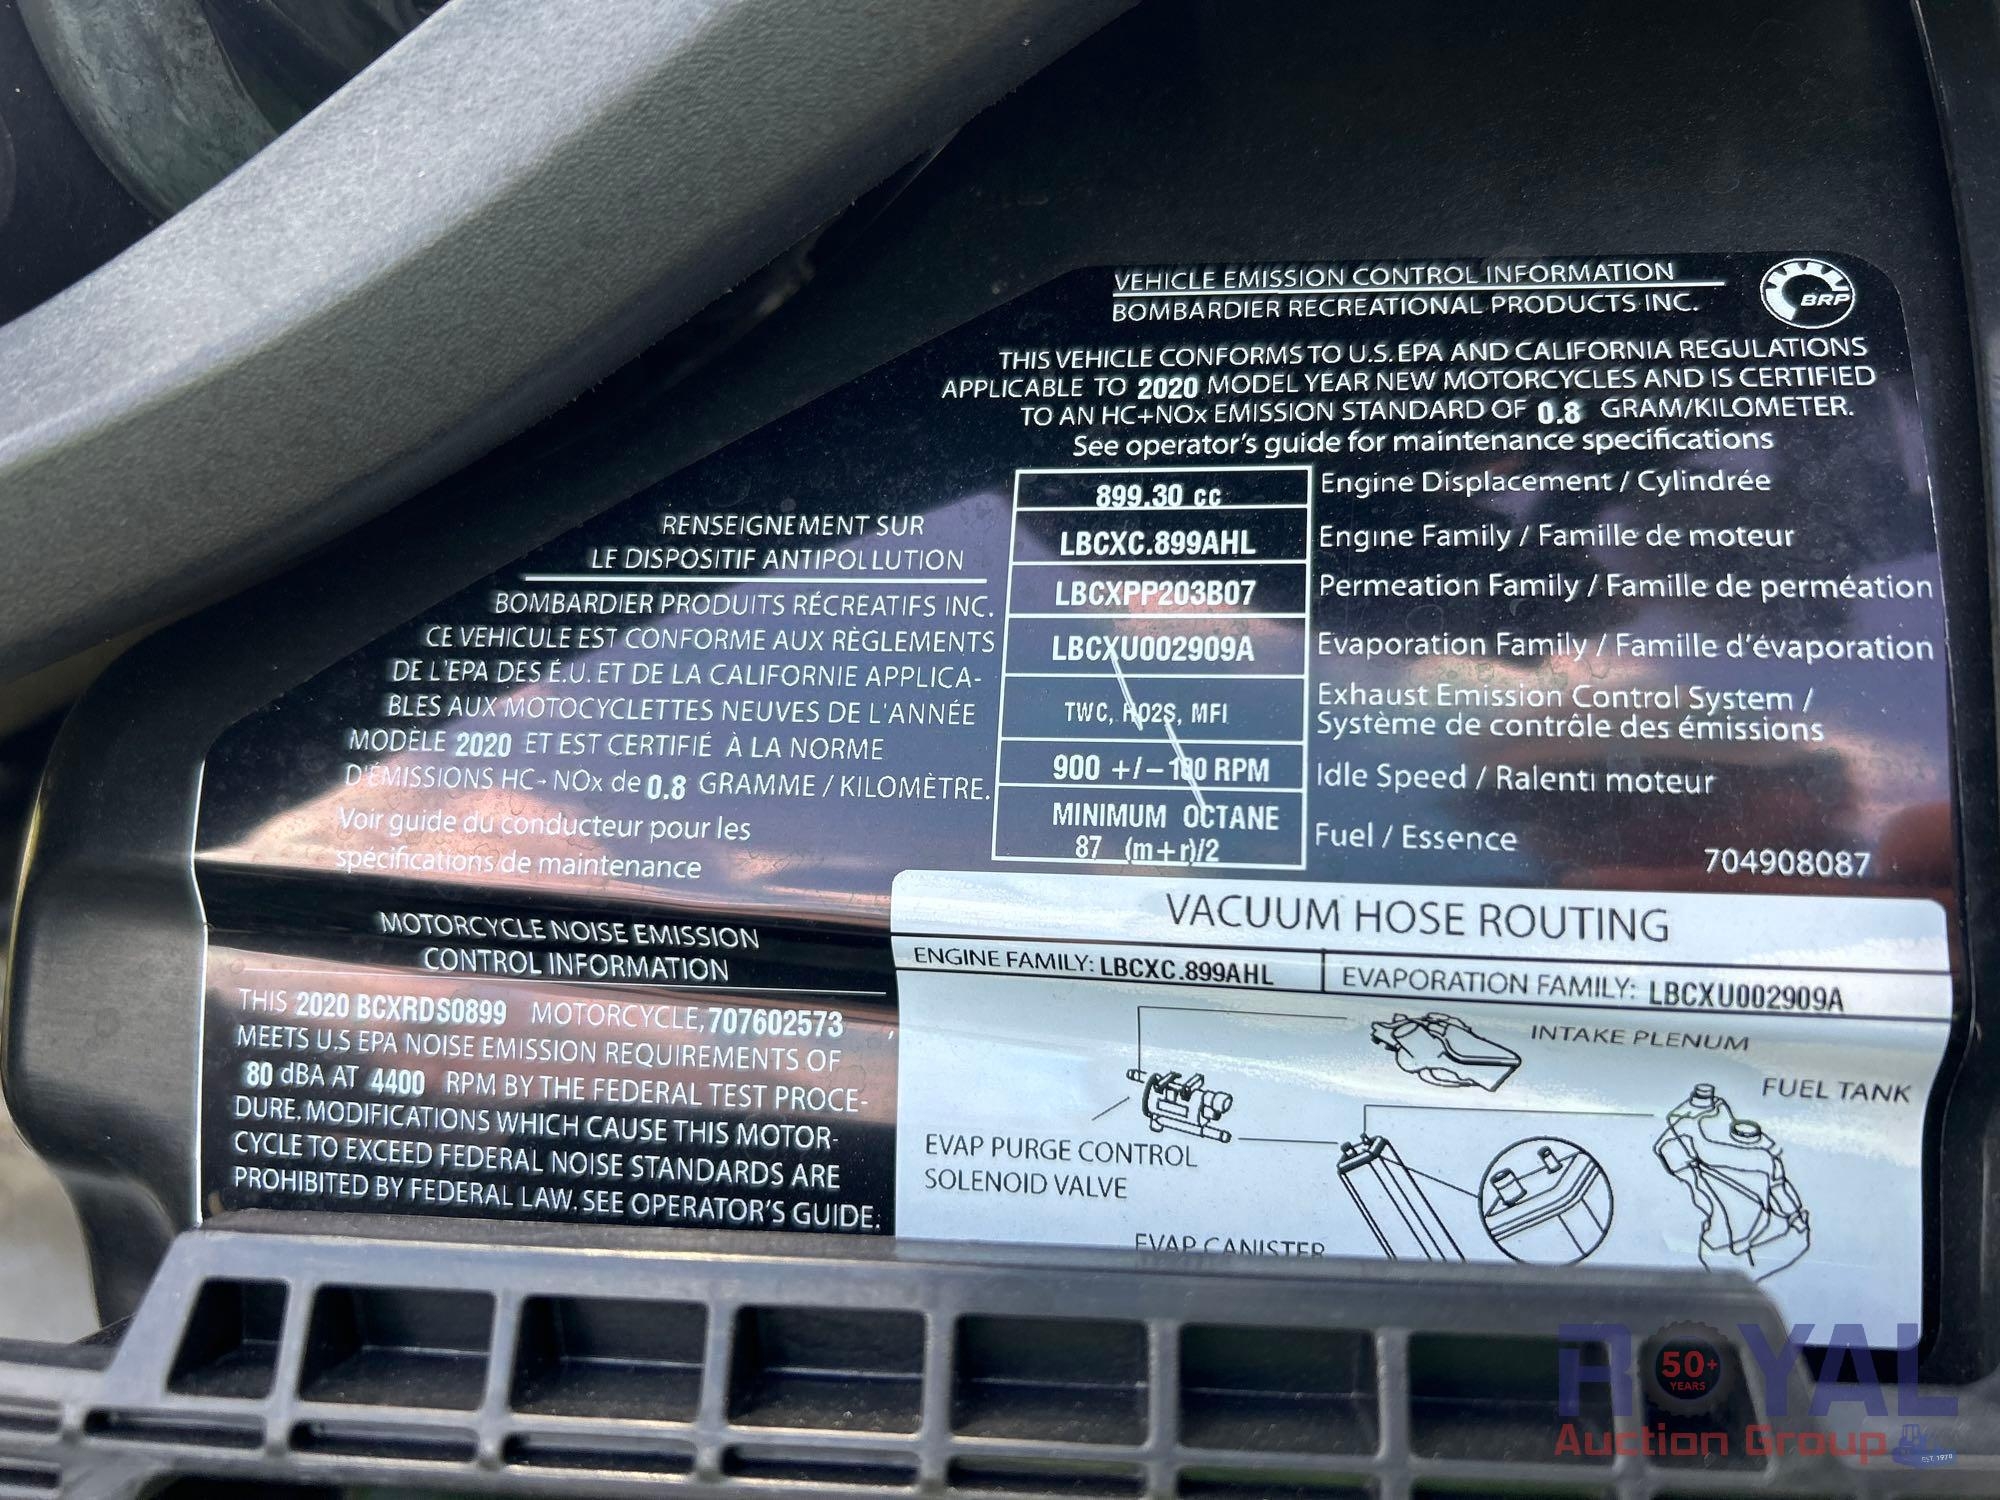 VEHICLE EMISSION CONTROL INFORMATION
BOMBARDIER RECREATIONAL PRODUCTS INC.
BRP
THIS VEHICLE CONFORMS TO U.S. EPA AND CALIFORNIA REGULATIONS
APPLICABLE TO 2020 MODEL YEAR NEW MOTORCYCLES AND IS CERTIFIED
TO AN HC+NOx EMISSION STANDARD OF 0.8 GRAM/KILOMETER.
See operator's guide for maintenance specifications
899.30 cc Engine Displacement / Cylindrée
LBCXC.899AHL Engine Family / Famille de moteur
LBCXPP203B07 Permeation Family / Famille de perméation
LBCXU002909A Evaporation Family / Famille d'évaporation
TWC, HO2S, MFI Exhaust Emission Control System /
Système de contrôle des émissions
900 +/- 100 RPM Idle Speed / Ralenti moteur
MINIMUM OCTANE
87 (m+r)/2 Fuel / Essence
704908087
RENSEIGNEMENT SUR
LE DISPOSITIF ANTIPOLLUTION
BOMBARDIER PRODUITS RÉCREATIFS INC.
CE VEHICULE EST CONFORME AUX RÈGLEMENTS
DE L'EPA DES É.U. ET DE LA CALIFORNIE APPLICA-
BLES AUX MOTOCYCLETTES NEUVES DE L'ANNÉE
MODÈLE 2020 ET EST CERTIFIÉ À LA NORME
D'ÉMISSIONS HC+NOx de 0.8 GRAMME / KILOMÈTRE.
Voir guide du conducteur pour les
spécifications de maintenance
MOTORCYCLE NOISE EMISSION
CONTROL INFORMATION
THIS 2020 BCXRDS0899 MOTORCYCLE, 707602573 ,
MEETS U.S EPA NOISE EMISSION REQUIREMENTS OF
80 dBA AT 4400 RPM BY THE FEDERAL TEST PROCE-
DURE. MODIFICATIONS WHICH CAUSE THIS MOTOR-
CYCLE TO EXCEED FEDERAL NOISE STANDARDS ARE
PROHIBITED BY FEDERAL LAW. SEE OPERATOR'S GUIDE.
VACUUM HOSE ROUTING
ENGINE FAMILY: LBCXC.899AHL EVAPORATION FAMILY: LBCXU002909A
INTAKE PLENUM
FUEL TANK
EVAP PURGE CONTROL
SOLENOID VALVE
EVAP CANISTER
ROYAL
50+
YEARS
Auction Group
EST. 1970